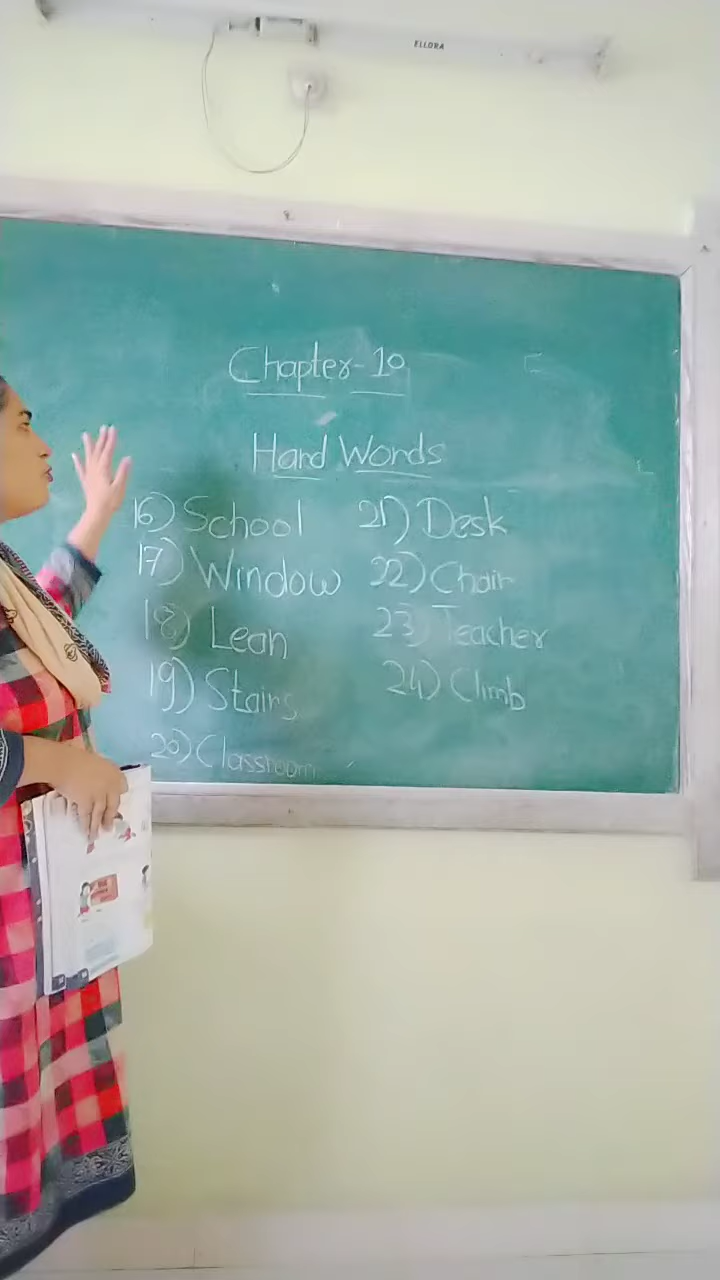 ELLORA
Chapter-10
Hard Words
16) School
17) Window
18) Lean
19) Stairs
20) Classroom
21) Desk
22) Chair
23) Teacher
24) Climb